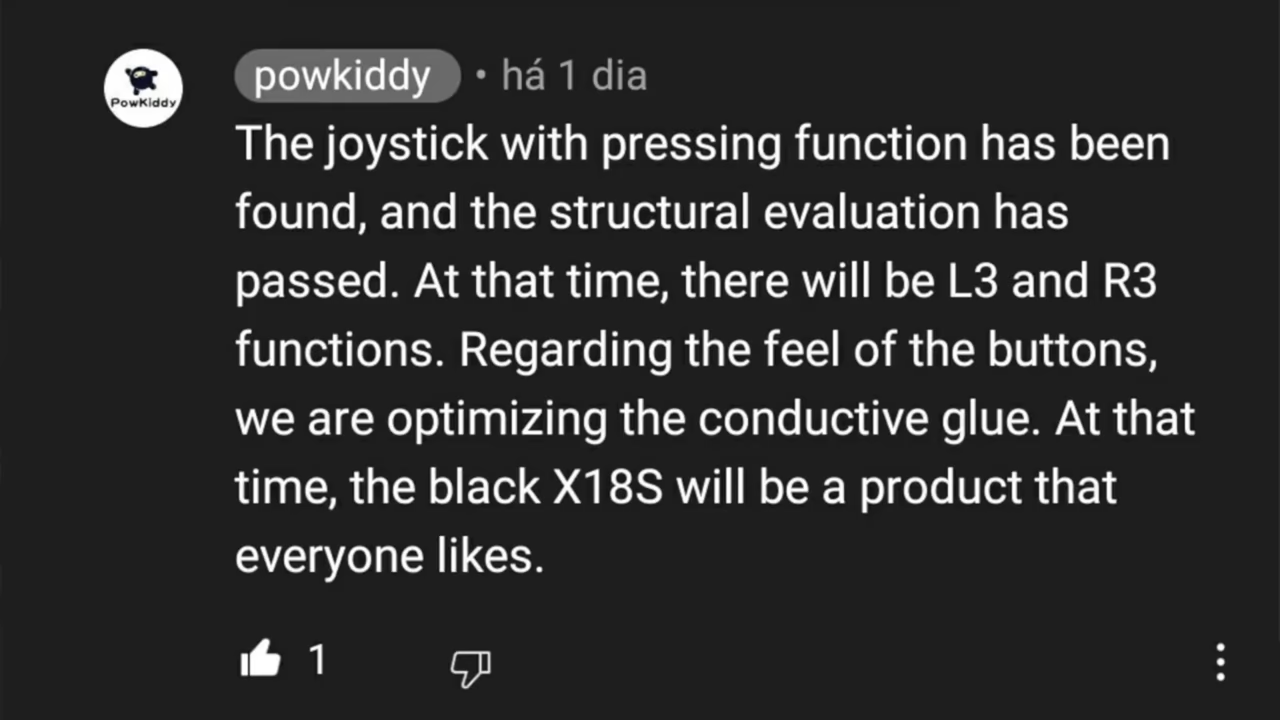 PowKiddy
powkiddy • há 1 dia
The joystick with pressing function has been
found, and the structural evaluation has
passed. At that time, there will be L3 and R3
functions. Regarding the feel of the buttons,
we are optimizing the conductive glue. At that
time, the black X18S will be a product that
everyone likes.
1